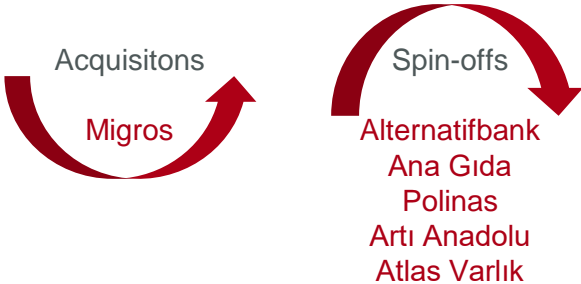 Acquisitons
Migros
Spin-offs
Alternatifbank
Ana Gıda
Polinas
Artı Anadolu
Atlas Varlık